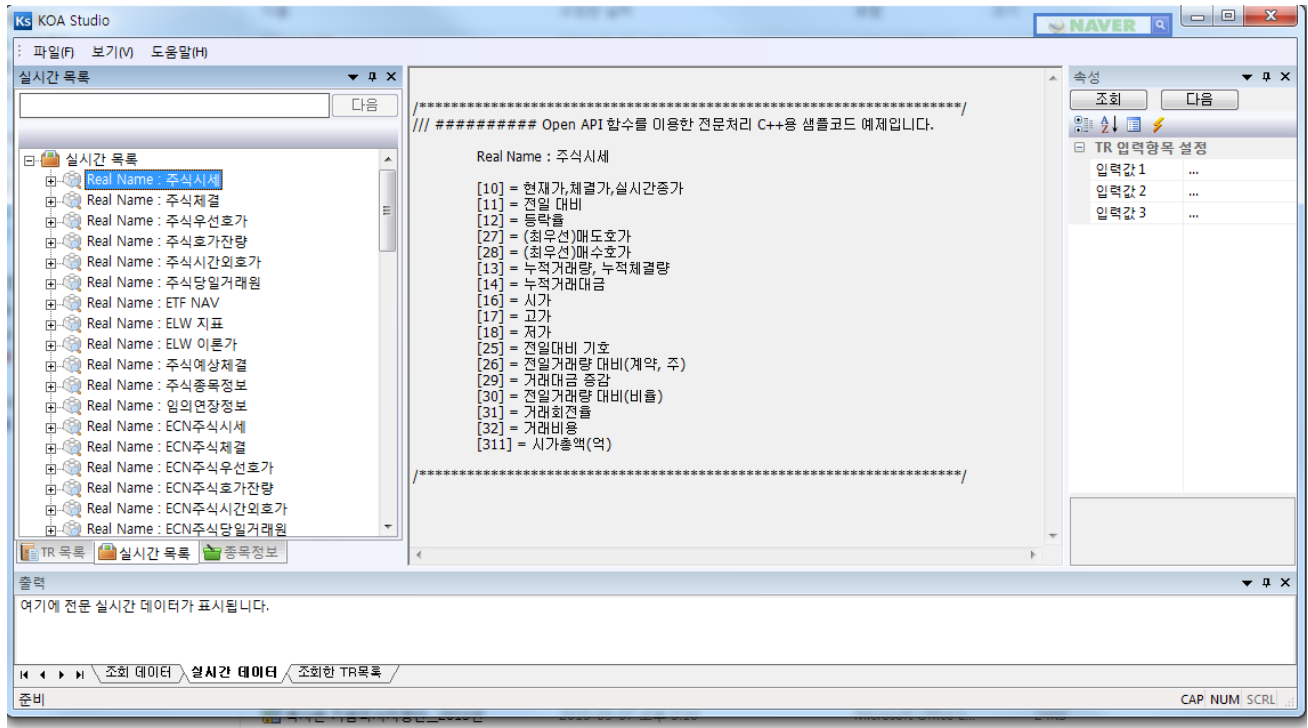 Ks KOA Studio
NAVER
파일(F) 보기(V) 도움말(H)
실시간 목록
다음
실시간 목록
Real Name : 주식시세
Real Name : 주식체결
Real Name : 주식우선호가
Real Name : 주식호가잔량
Real Name : 주식시간외호가
Real Name : 주식당일거래원
Real Name : ETF NAV
Real Name : ELW 지표
Real Name : ELW 이론가
Real Name : 주식예상체결
Real Name : 주식종목정보
Real Name : 임의연장정보
Real Name : ECN주식시세
Real Name : ECN주식체결
Real Name : ECN주식우선호가
Real Name : ECN주식호가잔량
Real Name : ECN주식시간외호가
Real Name : ECN주식당일거래원
TR 목록 실시간 목록 종목정보
/********************************************************************/
/// ########## Open API 함수를 이용한 전문처리 C++용 샘플코드 예제입니다.
Real Name : 주식시세
[10] = 현재가,체결가,실시간종가
[11] = 전일 대비
[12] = 등락율
[27] = (최우선)매도호가
[28] = (최우선)매수호가
[13] = 누적거래량, 누적체결량
[14] = 누적거래대금
[16] = 시가
[17] = 고가
[18] = 저가
[25] = 전일대비 기호
[26] = 전일거래량 대비(계약, 주)
[29] = 거래대금 증감
[30] = 전일거래량 대비(비율)
[31] = 거래회전율
[32] = 거래비용
[311] = 시가총액(억)
/********************************************************************/
속성
조회 다음
TR 입력항목 설정
입력값 1 ...
입력값 2 ...
입력값 3 ...
출력
여기에 전문 실시간 데이터가 표시됩니다.
조회 데이터 실시간 데이터 조회한 TR목록
준비
CAP NUM SCRL